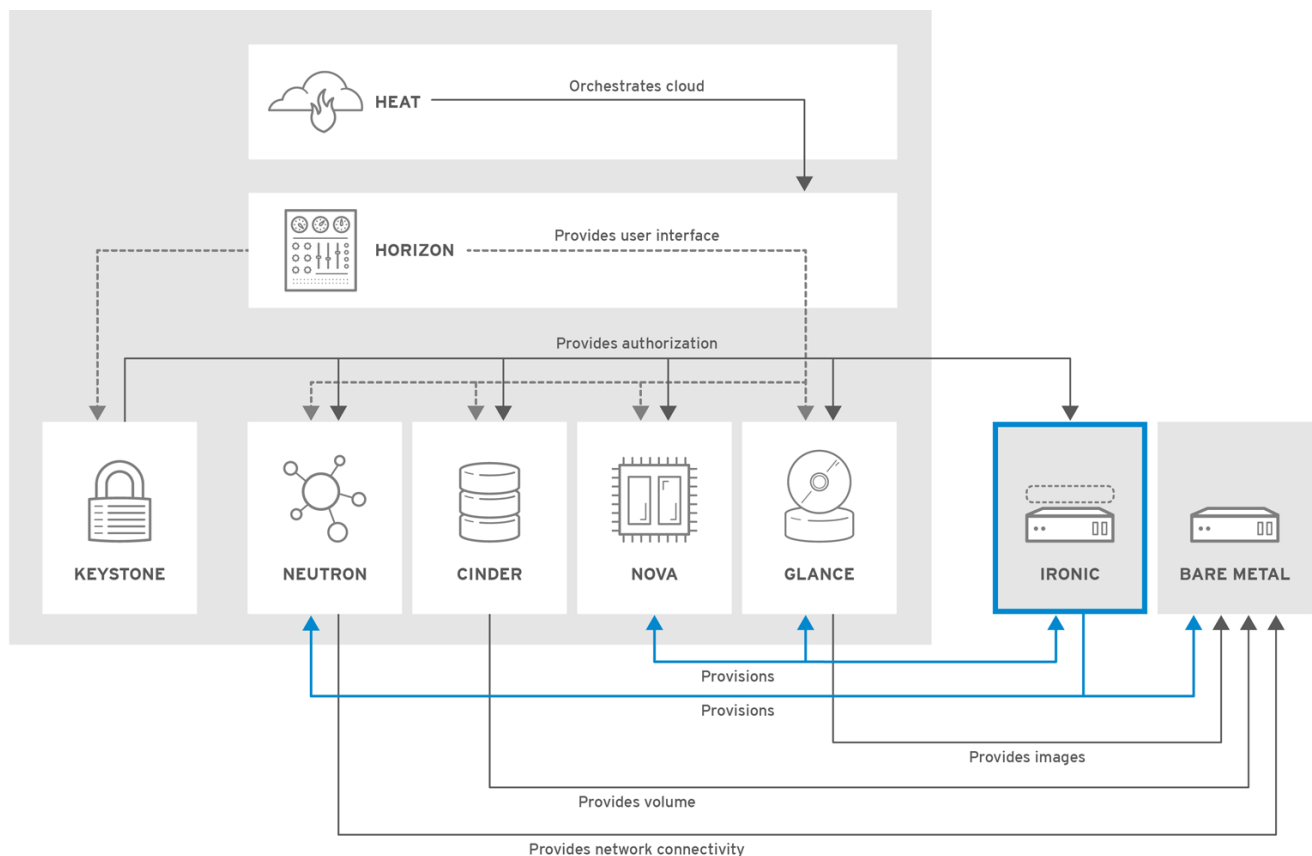 Orchestrates cloud
HEAT
Provides user interface
HORIZON
Provides authorization
KEYSTONE
NEUTRON
CINDER
NOVA
GLANCE
IRONIC
BARE METAL
Provisions
Provisions
Provides images
Provides volume
Provides network connectivity